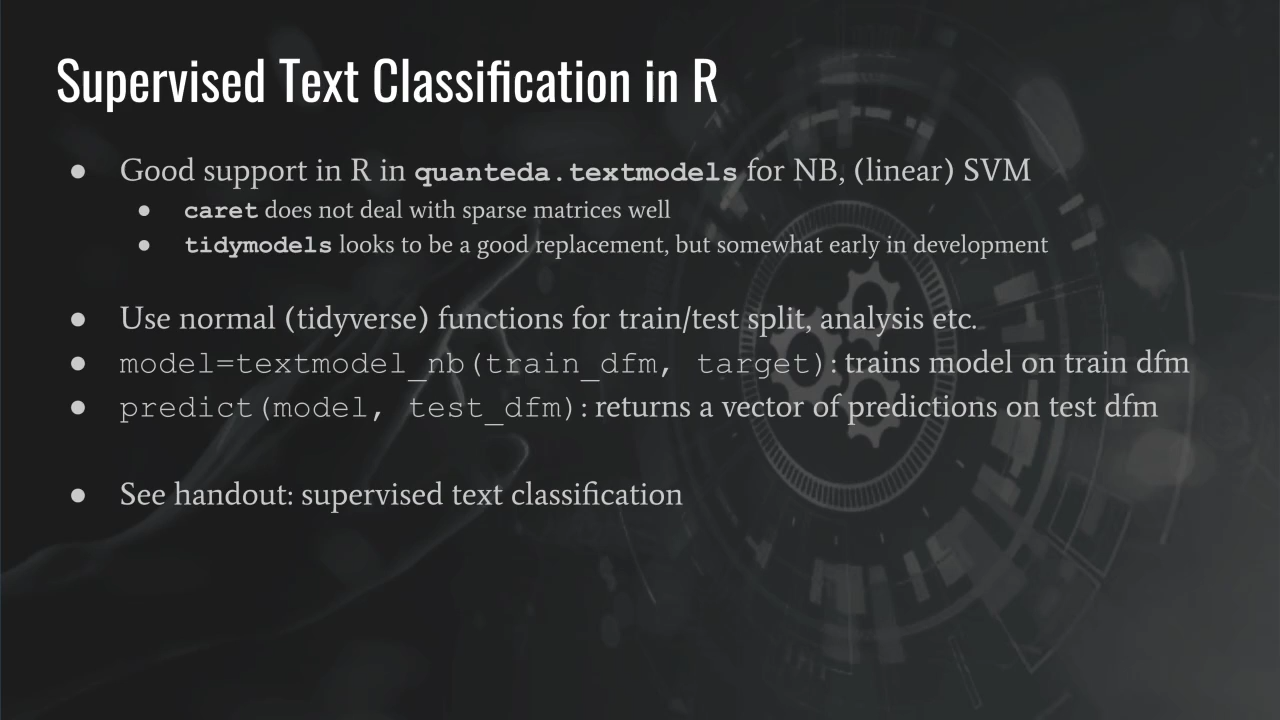 Supervised Text Classification in R
● Good support in R in quanteda.textmodels for NB, (linear) SVM
● caret does not deal with sparse matrices well
● tidymodels looks to be a good replacement, but somewhat early in development
● Use normal (tidyverse) functions for train/test split, analysis etc.
● model=textmodel_nb(train_dfm, target): trains model on train dfm
● predict(model, test_dfm): returns a vector of predictions on test dfm
● See handout: supervised text classification